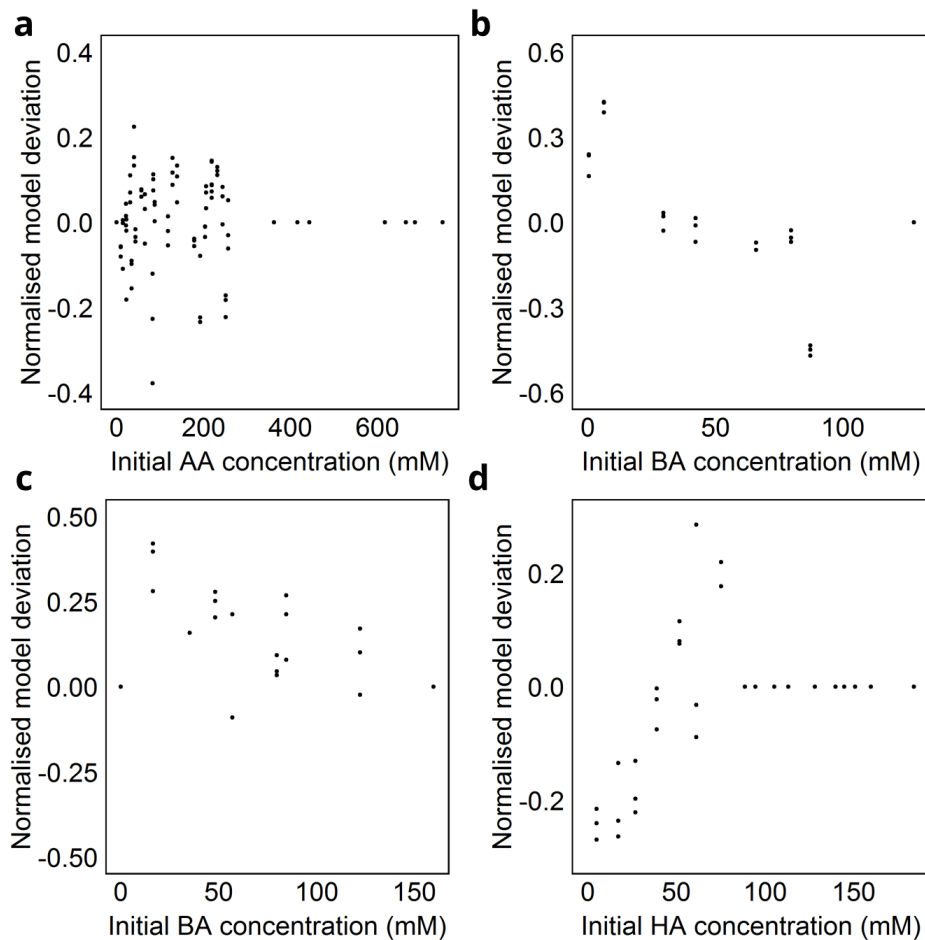 a
Normalised model deviation
0.4
0.2
0.0
-0.2
-0.4
0 200 400 600
Initial AA concentration (mM)
b
Normalised model deviation
0.6
0.3
0.0
-0.3
-0.6
0 50 100
Initial BA concentration (mM)
c
Normalised model deviation
0.50
0.25
0.00
-0.25
-0.50
0 50 100 150
Initial BA concentration (mM)
d
Normalised model deviation
0.2
0.0
-0.2
0 50 100 150
Initial HA concentration (mM)